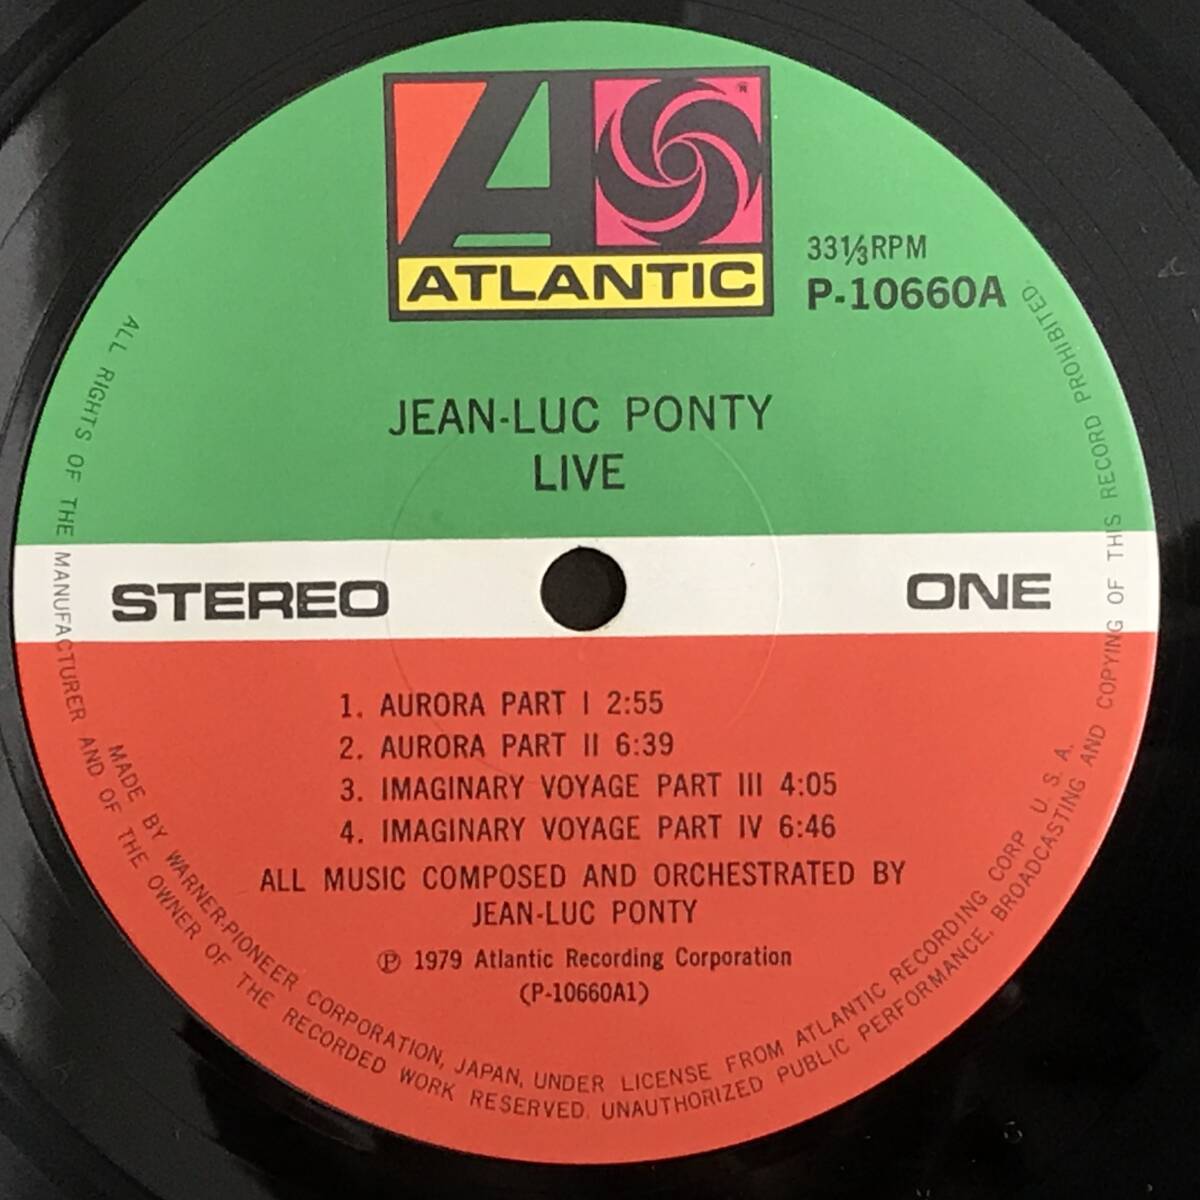 ATLANTIC
®
33⅓RPM
P-10660A
JEAN-LUC PONTY
LIVE
STEREO
ONE
1. AURORA PART I 2:55
2. AURORA PART II 6:39
3. IMAGINARY VOYAGE PART III 4:05
4. IMAGINARY VOYAGE PART IV 6:46
ALL MUSIC COMPOSED AND ORCHESTRATED BY
JEAN-LUC PONTY
℗ 1979 Atlantic Recording Corporation
(P-10660A1)
MADE BY WARNER-PIONEER CORPORATION, JAPAN, UNDER LICENSE FROM ATLANTIC RECORDING CORP. U. S. A.
ALL RIGHTS OF THE MANUFACTURER AND OF THE OWNER OF THE RECORDED WORK RESERVED. UNAUTHORIZED PUBLIC PERFORMANCE, BROADCASTING AND COPYING OF THIS RECORD PROHIBITED.